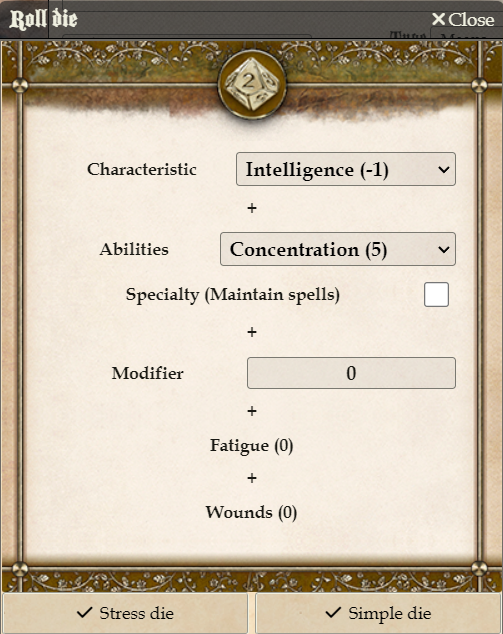 Roll die
Close
2
Characteristic Intelligence (-1)
+
Abilities Concentration (5)
Specialty (Maintain spells)
+
Modifier 0
+
Fatigue (0)
+
Wounds (0)
Stress die Simple die